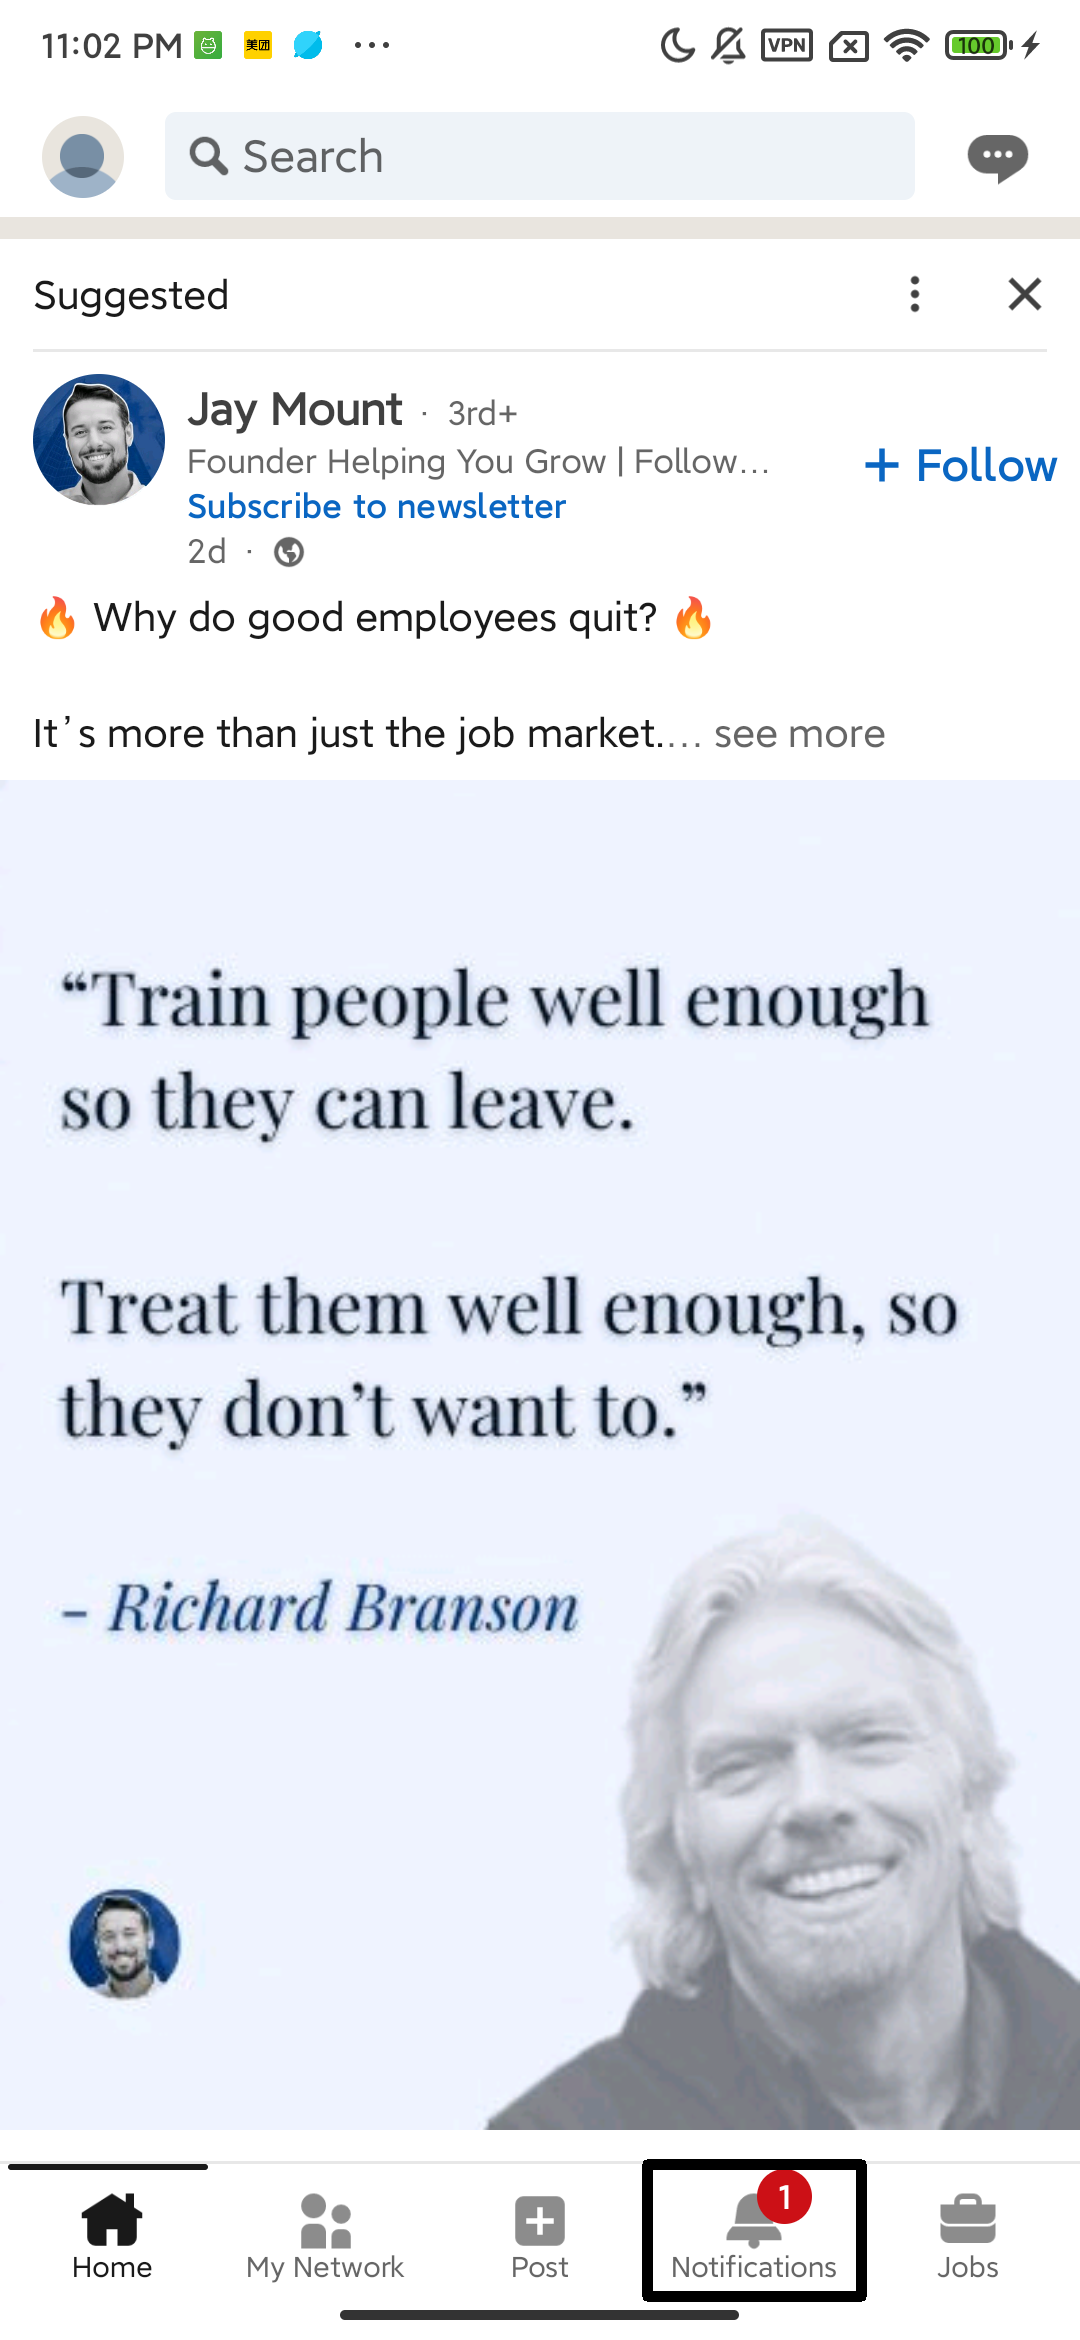 11:02 PM 美团 ... VPN 100
Search
Suggested
Jay Mount · 3rd+
Founder Helping You Grow | Follow...
+ Follow
Subscribe to newsletter
2d ·
🔥 Why do good employees quit? 🔥
It's more than just the job market.... see more
“Train people well enough
so they can leave.
Treat them well enough, so
they don’t want to.”
– Richard Branson
1
Home My Network Post Notifications Jobs